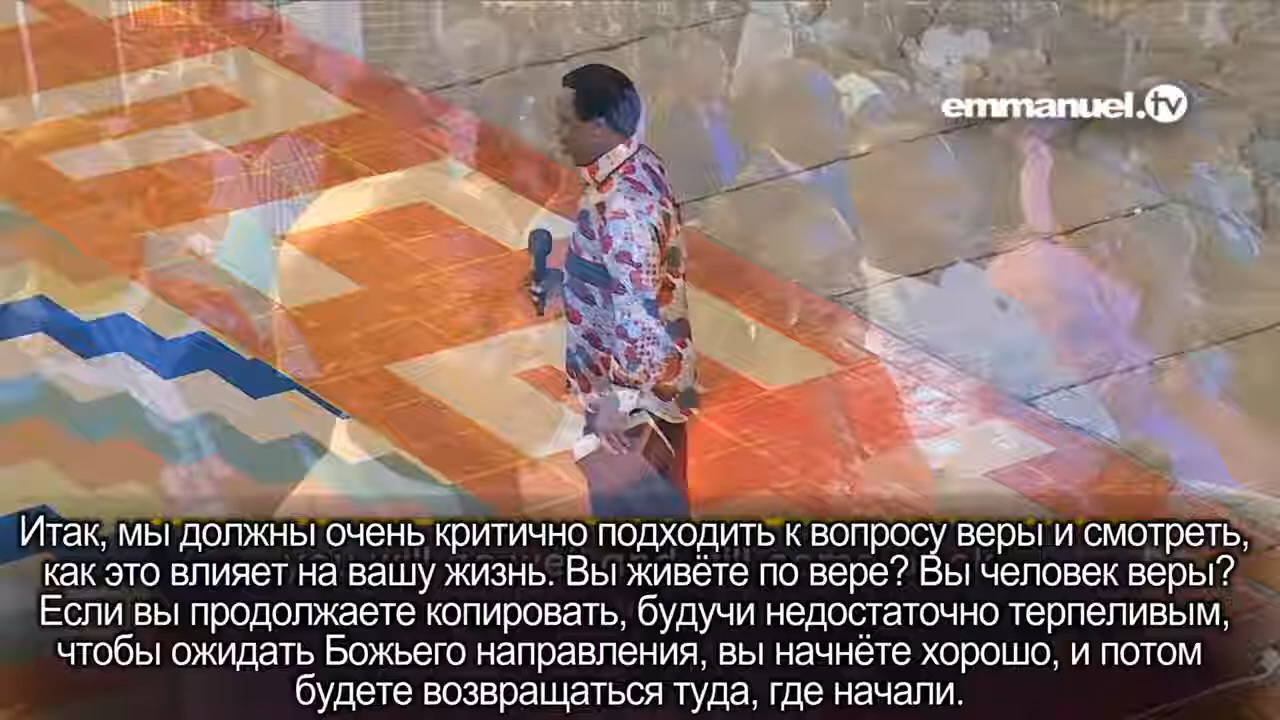 emmanuel.tv
Итак, мы должны очень критично подходить к вопросу веры и смотреть,
как это влияет на вашу жизнь. Вы живёте по вере? Вы человек веры?
Если вы продолжаете копировать, будучи недостаточно терпеливым,
чтобы ожидать Божьего направления, вы начнёте хорошо, и потом
будете возвращаться туда, где начали.